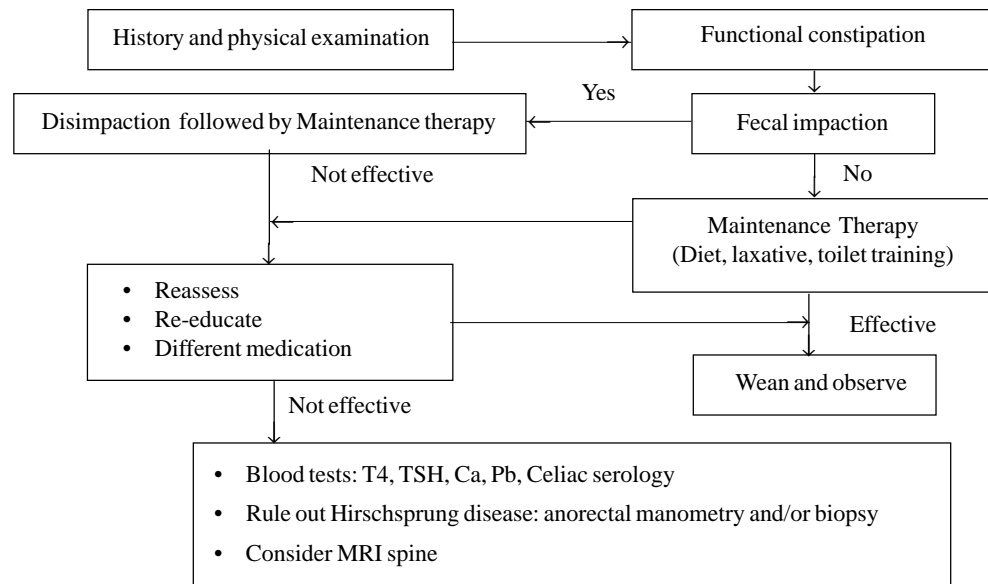 History and physical examination
Functional constipation
Yes
Disimpaction followed by Maintenance therapy
Fecal impaction
Not effective
No
Maintenance Therapy
(Diet, laxative, toilet training)
• Reassess
• Re-educate
• Different medication
Effective
Wean and observe
Not effective
• Blood tests: T4, TSH, Ca, Pb, Celiac serology
• Rule out Hirschsprung disease: anorectal manometry and/or biopsy
• Consider MRI spine